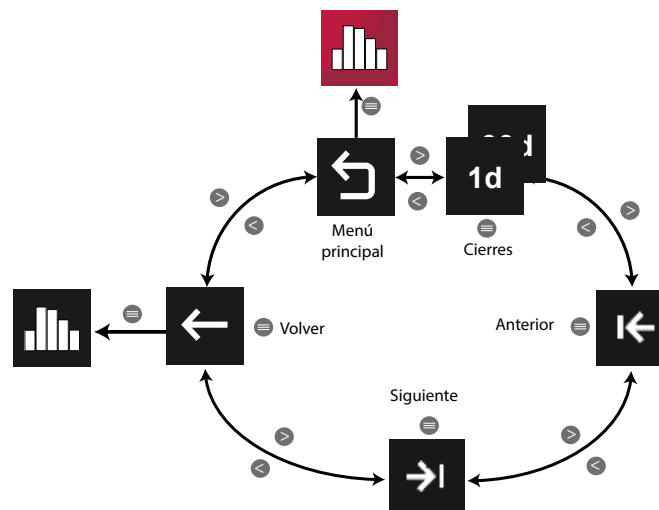 1d
Menú
principal
Cierres
Volver
Anterior
Siguiente